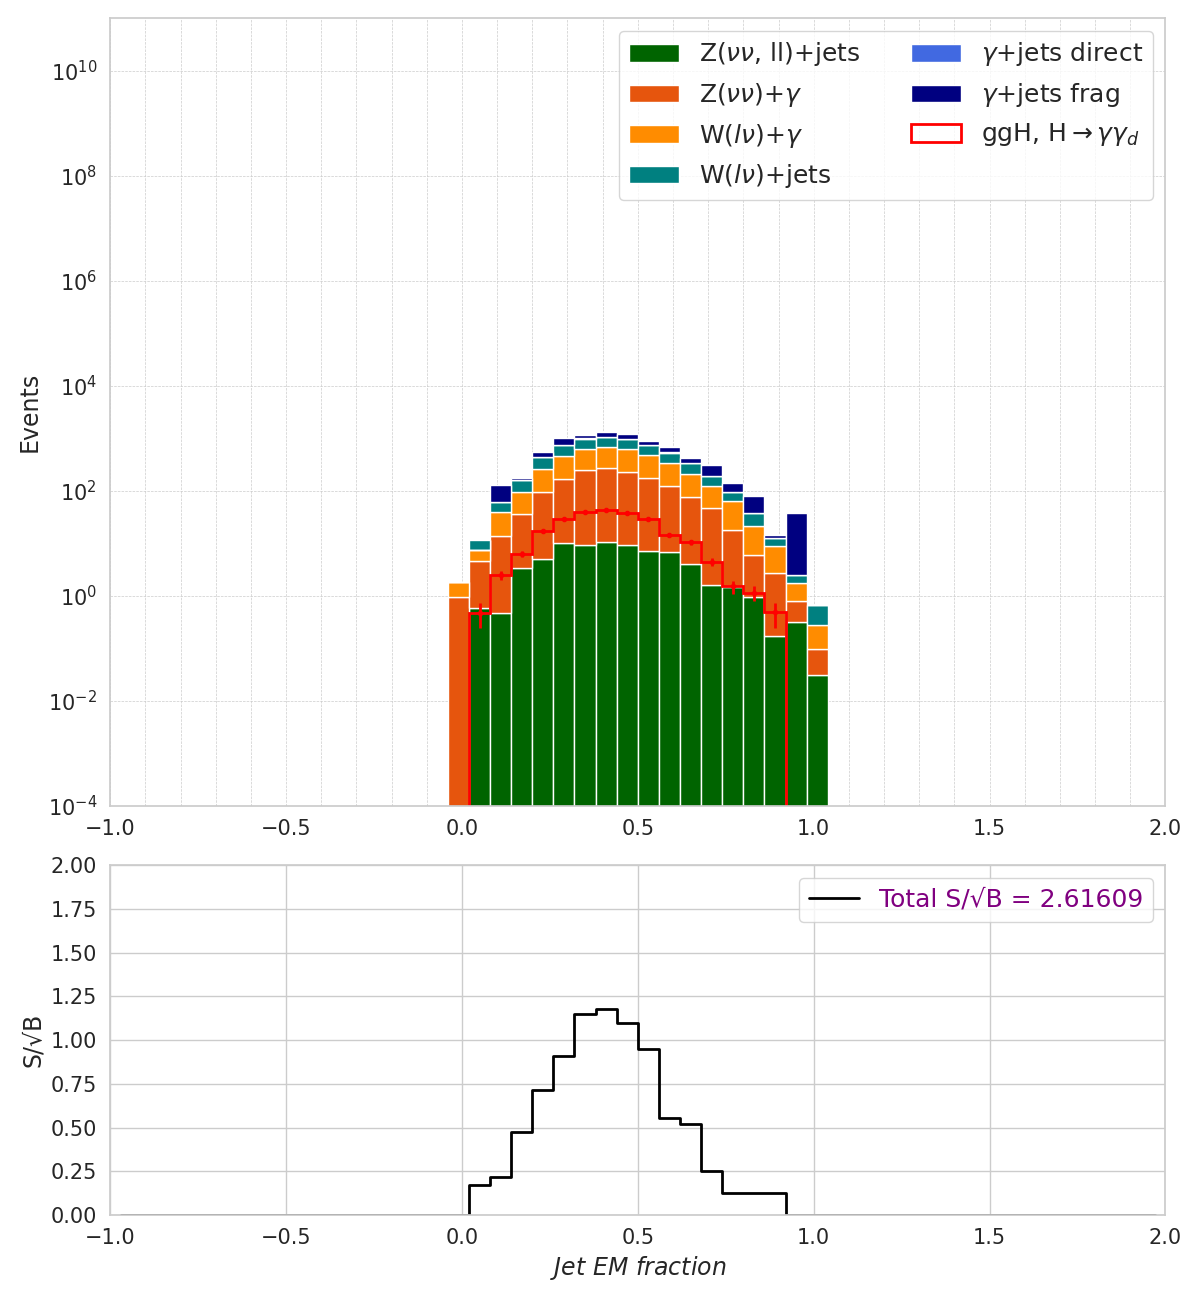 Z(νν, ll)+jets
Z(νν)+γ
W(lν)+γ
W(lν)+jets
γ+jets direct
γ+jets frag
ggH, H→γγ_d
Events
10^10
10^8
10^6
10^4
10^2
10^0
10^−2
10^−4
−1.0 −0.5 0.0 0.5 1.0 1.5 2.0
Total S/√B = 2.61609
S/√B
2.00
1.75
1.50
1.25
1.00
0.75
0.50
0.25
0.00
−1.0 −0.5 0.0 0.5 1.0 1.5 2.0
Jet EM fraction